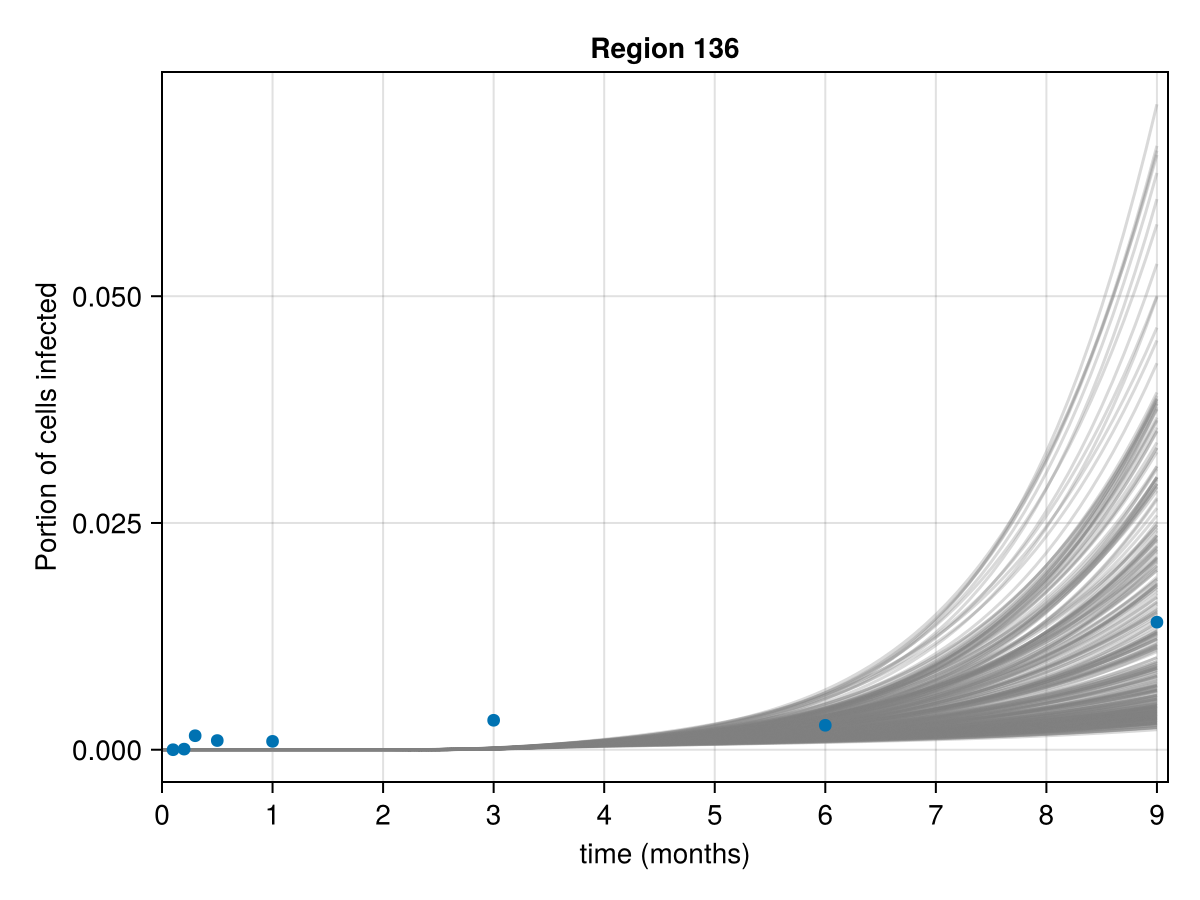 Region 136
Portion of cells infected
0.050
0.025
0.000
0 1 2 3 4 5 6 7 8 9
time (months)